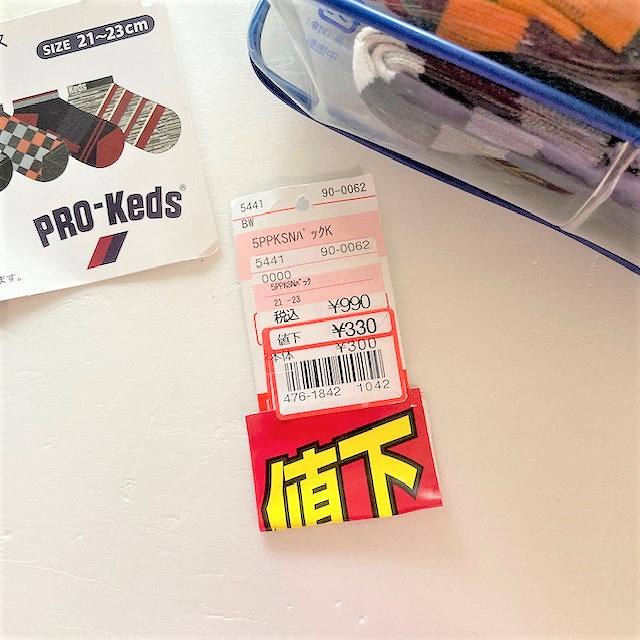 ス
SIZE 21~23cm
Keds
PRO-Keds®
ます。
5441 90-0062
BW
5PPKSNパックK
5441 90-0062
0000
5PPKSNパック
21-23
税込 ¥990
値下 ¥330
本体 ¥300
476-1842 1042
値下